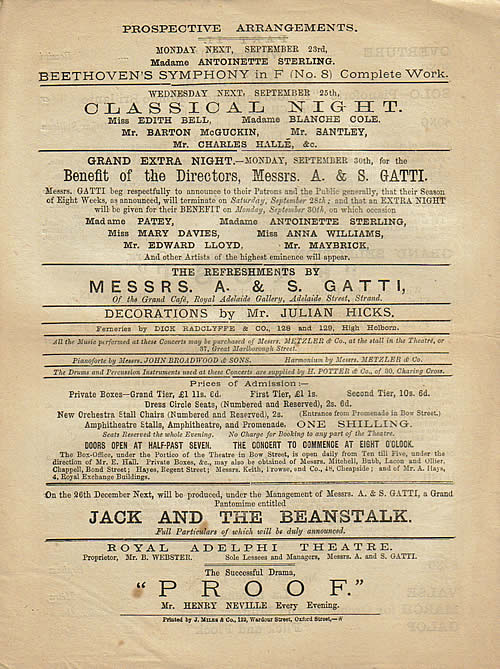 PROSPECTIVE ARRANGEMENTS.
MONDAY NEXT, SEPTEMBER 23rd,
Madame ANTOINETTE STERLING.
BEETHOVEN'S SYMPHONY in F (No. 8) Complete Work.
WEDNESDAY NEXT, SEPTEMBER 25th,
CLASSICAL NIGHT.
Miss EDITH BELL, Madame BLANCHE COLE.
Mr. BARTON McGUCKIN, Mr. SANTLEY,
Mr. CHARLES HALLÉ, &c.
GRAND EXTRA NIGHT.—MONDAY, SEPTEMBER 30th, for the
Benefit of the Directors, Messrs. A. & S. GATTI.
Messrs. GATTI beg respectfully to announce to their Patrons and the Public generally, that their Season
of Eight Weeks, as announced, will terminate on Saturday, September 28th; and that an EXTRA NIGHT
will be given for their BENEFIT on Monday, September 30th, on which occasion
Madame PATEY, Madame ANTOINETTE STERLING,
Miss MARY DAVIES, Miss ANNA WILLIAMS,
Mr. EDWARD LLOYD, Mr. MAYBRICK,
And other Artists of the highest eminence will appear.
THE REFRESHMENTS BY
MESSRS. A. & S. GATTI,
Of the Grand Café, Royal Adelaide Gallery, Adelaide Street, Strand.
DECORATIONS by Mr. JULIAN HICKS.
Ferneries by DICK RADCLYFFE & CO., 128 and 129, High Holborn.
All the Music performed at these Concerts may be purchased of Messrs. METZLER & Co., at the stall in the Theatre, or
37, Great Marlborough Street.
Pianoforte by Messrs. JOHN BROADWOOD & SONS. Harmonium by Messrs. METZLER & Co.
The Drums and Percussion Instruments used at these Concerts are supplied by H. POTTER & Co., of 30, Charing Cross.
Prices of Admission:—
Private Boxes—Grand Tier, £1 11s. 6d. First Tier, £1 1s. Second Tier, 10s. 6d.
Dress Circle Seats, (Numbered and Reserved), 2s. 6d.
New Orchestra Stall Chairs (Numbered and Reserved), 2s. (Entrance from Promenade in Bow Street.)
Amphitheatre Stalls, Amphitheatre, and Promenade. ONE SHILLING.
Seats Reserved the whole Evening. No Charge for Booking to any part of the Theatre.
DOORS OPEN AT HALF-PAST SEVEN. THE CONCERT TO COMMENCE AT EIGHT O'CLOCK.
The Box-Office, under the Portico of the Theatre in Bow Street, is open daily from Ten till Five, under the
direction of Mr. E. Hall. Private Boxes, &c., may also be obtained of Messrs. Mitchell, Bubb, Lacon and Ollier,
Chappell, Bond Street; Hayes, Regent Street; Messrs. Keith, Prowse, and Co., 48, Cheapside; and of Mr. A. Hays,
4, Royal Exchange Buildings.
On the 26th December Next, will be produced, under the Management of Messrs. A. & S. GATTI, a Grand
Pantomime entitled
JACK AND THE BEANSTALK.
Full Particulars of which will be duly announced.
ROYAL ADELPHI THEATRE.
Proprietor, Mr. B. WEBSTER. Sole Lessees and Managers, Messrs. A. and S. GATTI.
The Successful Drama,
"PROOF."
Mr. HENRY NEVILLE Every Evening.
Printed by J. MILES & Co., 122, Wardour Street, Oxford Street,—W